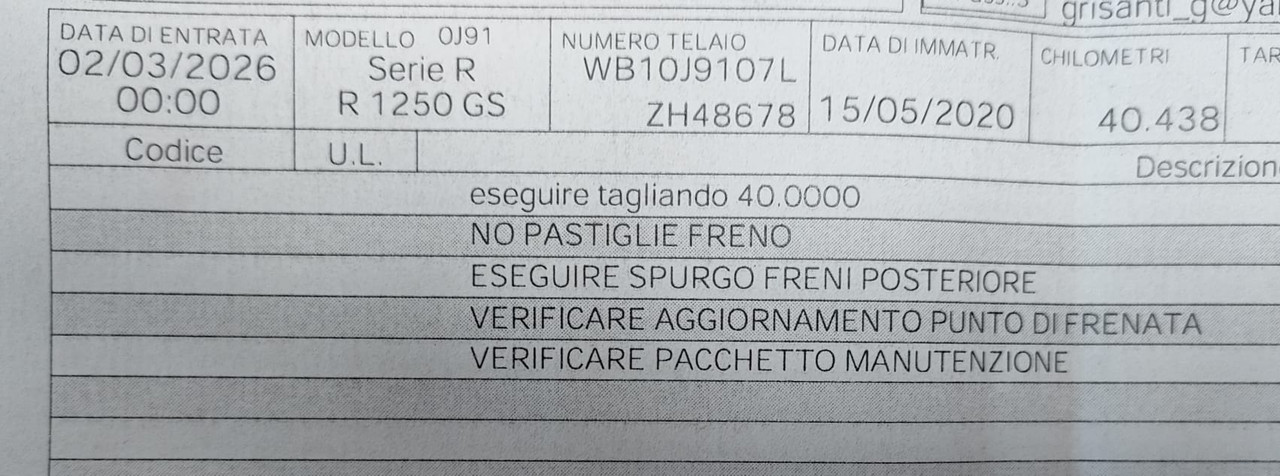 grisanti_g@ya
DATA DI ENTRATA
02/03/2026
00:00
MODELLO 0J91
Serie R
R 1250 GS
NUMERO TELAIO
WB10J9107L
ZH48678
DATA DI IMMATR.
15/05/2020
CHILOMETRI
40.438
TAR
Codice
U.L.
Descrizion
eseguire tagliando 40.0000
NO PASTIGLIE FRENO
ESEGUIRE SPURGO FRENI POSTERIORE
VERIFICARE AGGIORNAMENTO PUNTO DI FRENATA
VERIFICARE PACCHETTO MANUTENZIONE